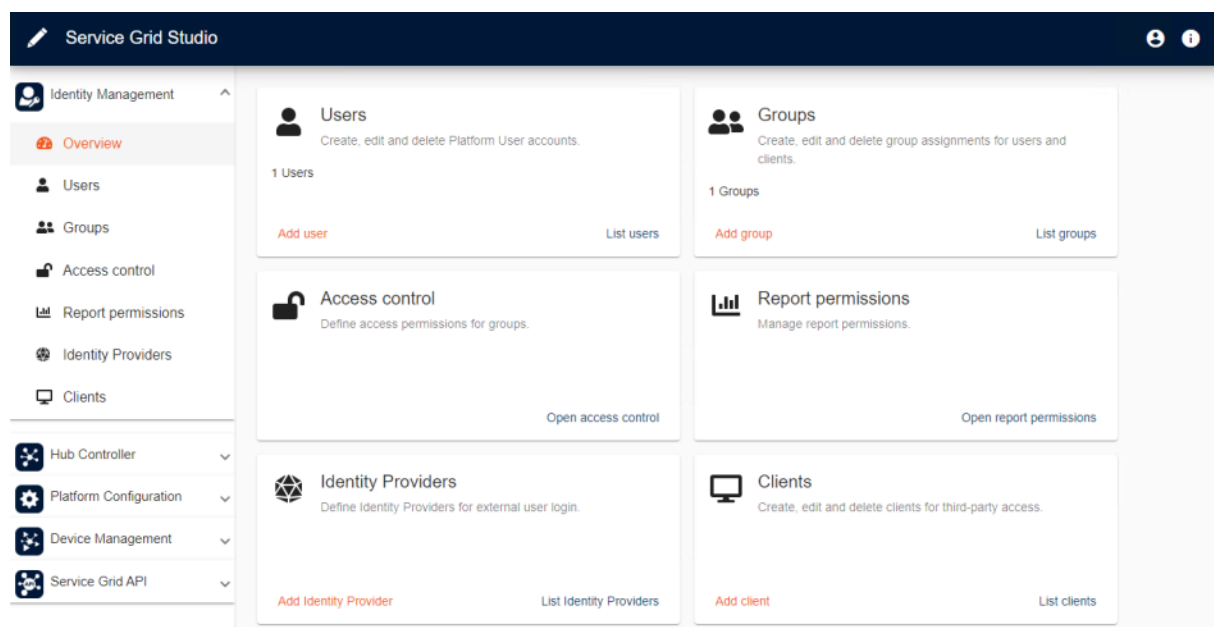 Service Grid Studio
Identity Management
Overview
Users
Groups
Access control
Report permissions
Identity Providers
Clients
Hub Controller
Platform Configuration
Device Management
Service Grid API
Users
Create, edit and delete Platform User accounts.
1 Users
Add user
List users
Groups
Create, edit and delete group assignments for users and
clients.
1 Groups
Add group
List groups
Access control
Define access permissions for groups.
Open access control
Report permissions
Manage report permissions.
Open report permissions
Identity Providers
Define Identity Providers for external user login.
Add Identity Provider
List Identity Providers
Clients
Create, edit and delete clients for third-party access.
Add client
List clients